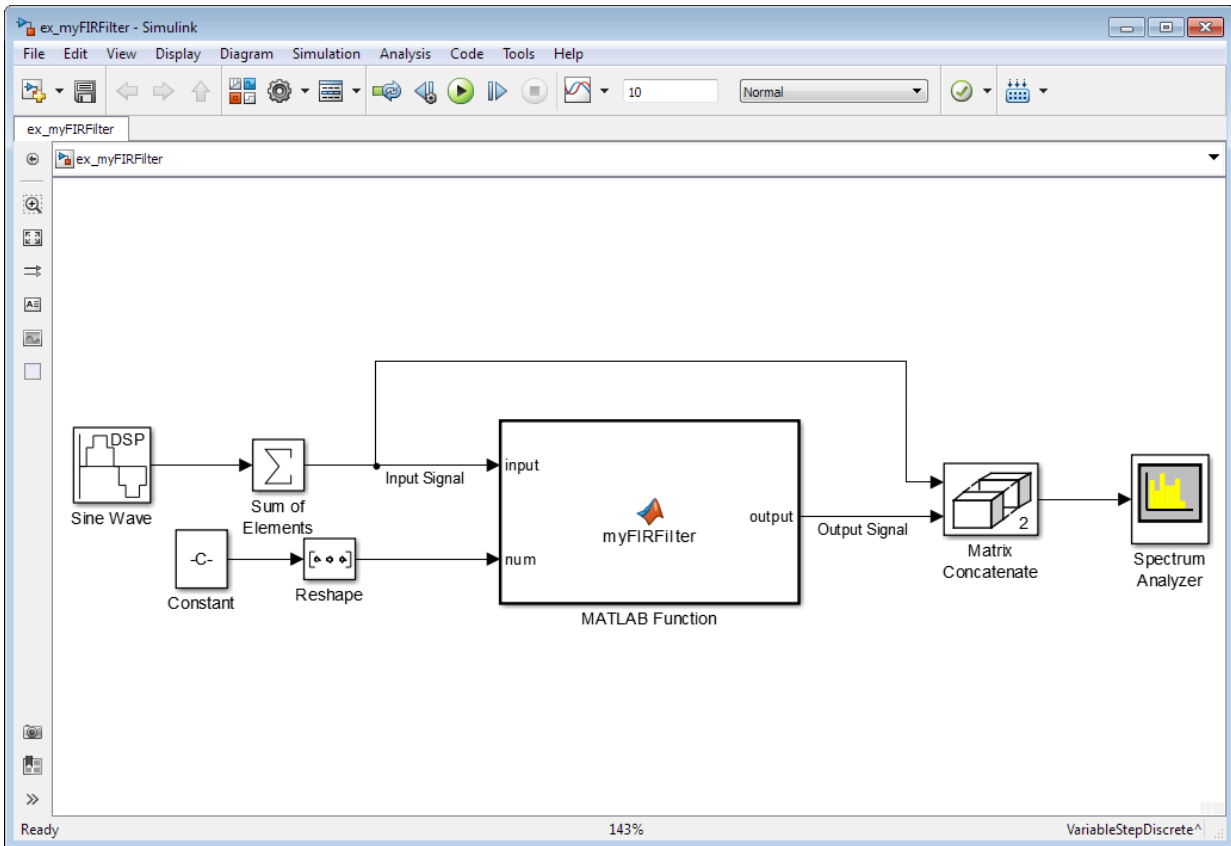 ex_myFIRFilter - Simulink
File Edit View Display Diagram Simulation Analysis Code Tools Help
10 Normal
ex_myFIRFilter
ex_myFIRFilter
DSP
Sine Wave
Sum of
Elements
Input Signal
input
num
myFIRFilter
output
MATLAB Function
-C-
Constant
Reshape
Output Signal
2
Matrix
Concatenate
Spectrum
Analyzer
Ready 143% VariableStepDiscrete^